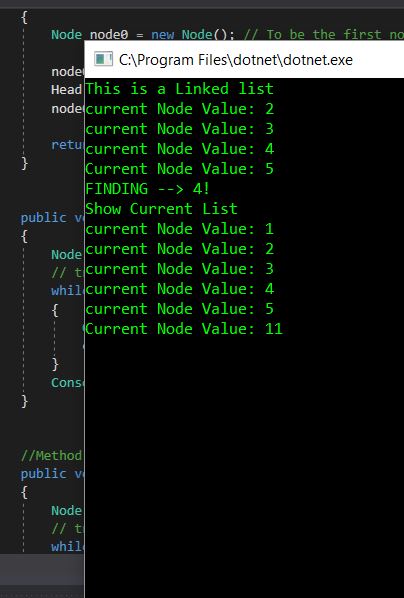 {
Node node0 = new Node(); // To be the first no
C:\Program Files\dotnet\dotnet.exe
This is a Linked list
current Node Value: 2
current Node Value: 3
current Node Value: 4
Current Node Value: 5
FINDING --> 4!
Show Current List
current Node Value: 1
current Node Value: 2
current Node Value: 3
current Node Value: 4
current Node Value: 5
Current Node Value: 11
node
Head
node
retu
}
public vo
{
Node
// t
while
{
}
Conso
}
//Method
public vo
{
Node
// t
while